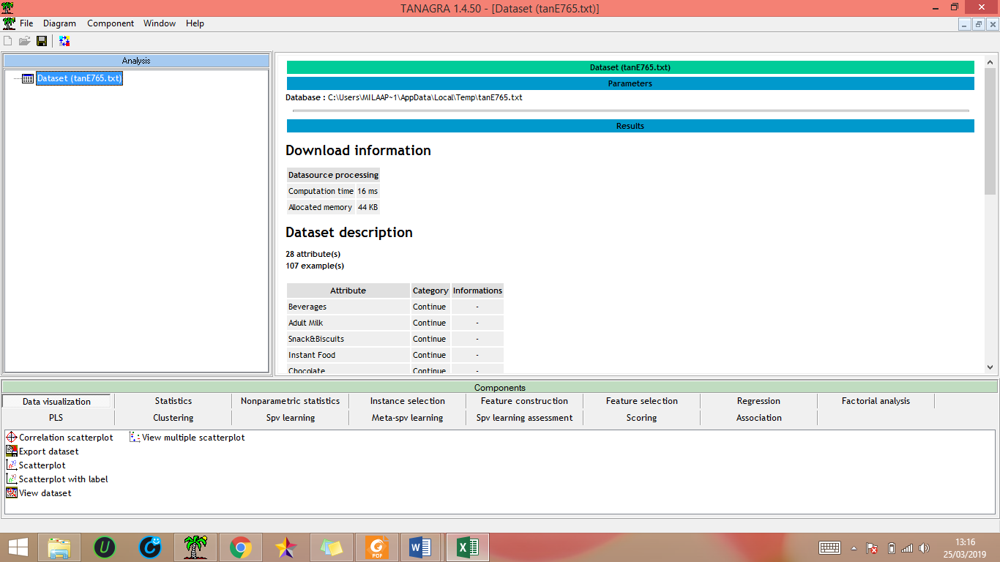 TANAGRA 1.4.50 - [Dataset (tanE765.txt)]
File Diagram Component Window Help
Analysis
Dataset (tanE765.txt)
Dataset (tanE765.txt)
Parameters
Database : C:\Users\MILAAP~1\AppData\Local\Temp\tanE765.txt
Results
Download information
Datasource processing
Computation time 16 ms
Allocated memory 44 KB
Dataset description
28 attribute(s)
107 example(s)
Attribute Category Informations
Beverages Continue -
Adult Milk Continue -
Snack&Biscuits Continue -
Instant Food Continue -
Chocolate Continue -
Components
Data visualization Statistics Nonparametric statistics Instance selection Feature construction Feature selection Regression Factorial analysis
PLS Clustering Spv learning Meta-spv learning Spv learning assessment Scoring Association
Correlation scatterplot View multiple scatterplot
Export dataset
Scatterplot
Scatterplot with label
View dataset
PDF
13:16
25/03/2019